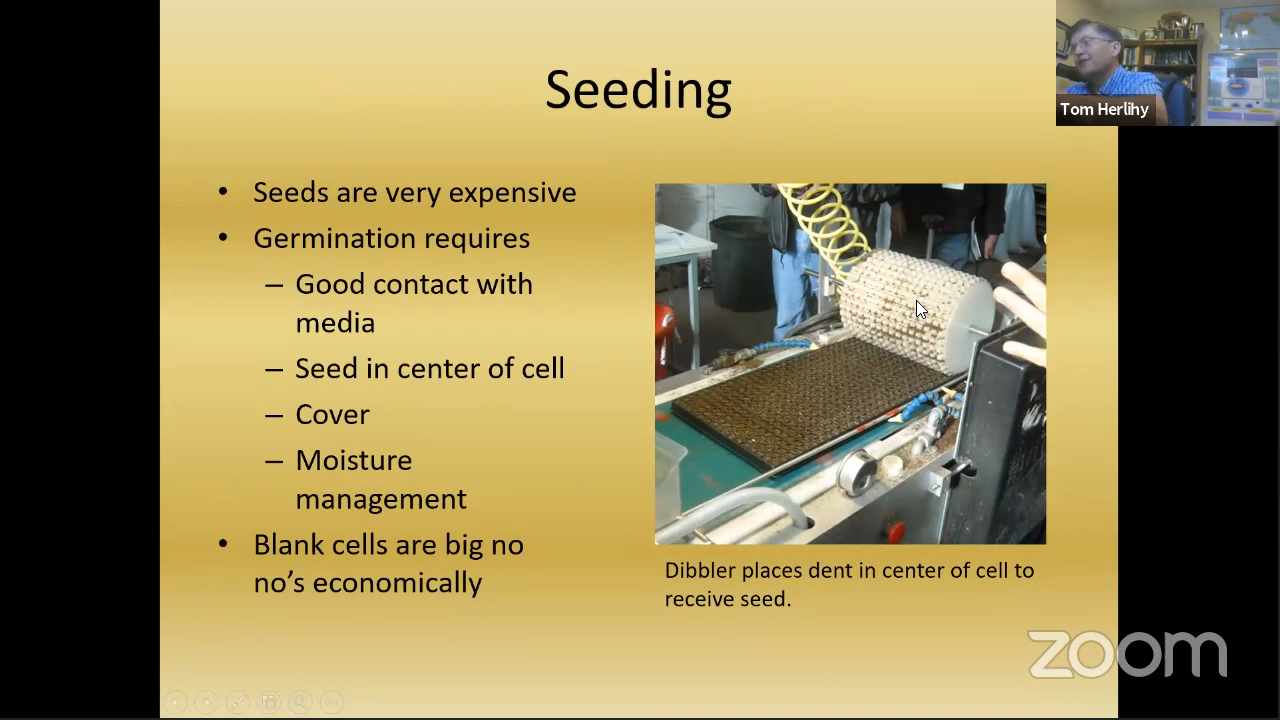 Seeding
Tom Herlihy
• Seeds are very expensive
• Germination requires
– Good contact with
media
– Seed in center of cell
– Cover
– Moisture
management
• Blank cells are big no
no’s economically
Dibbler places dent in center of cell to
receive seed.
zoom